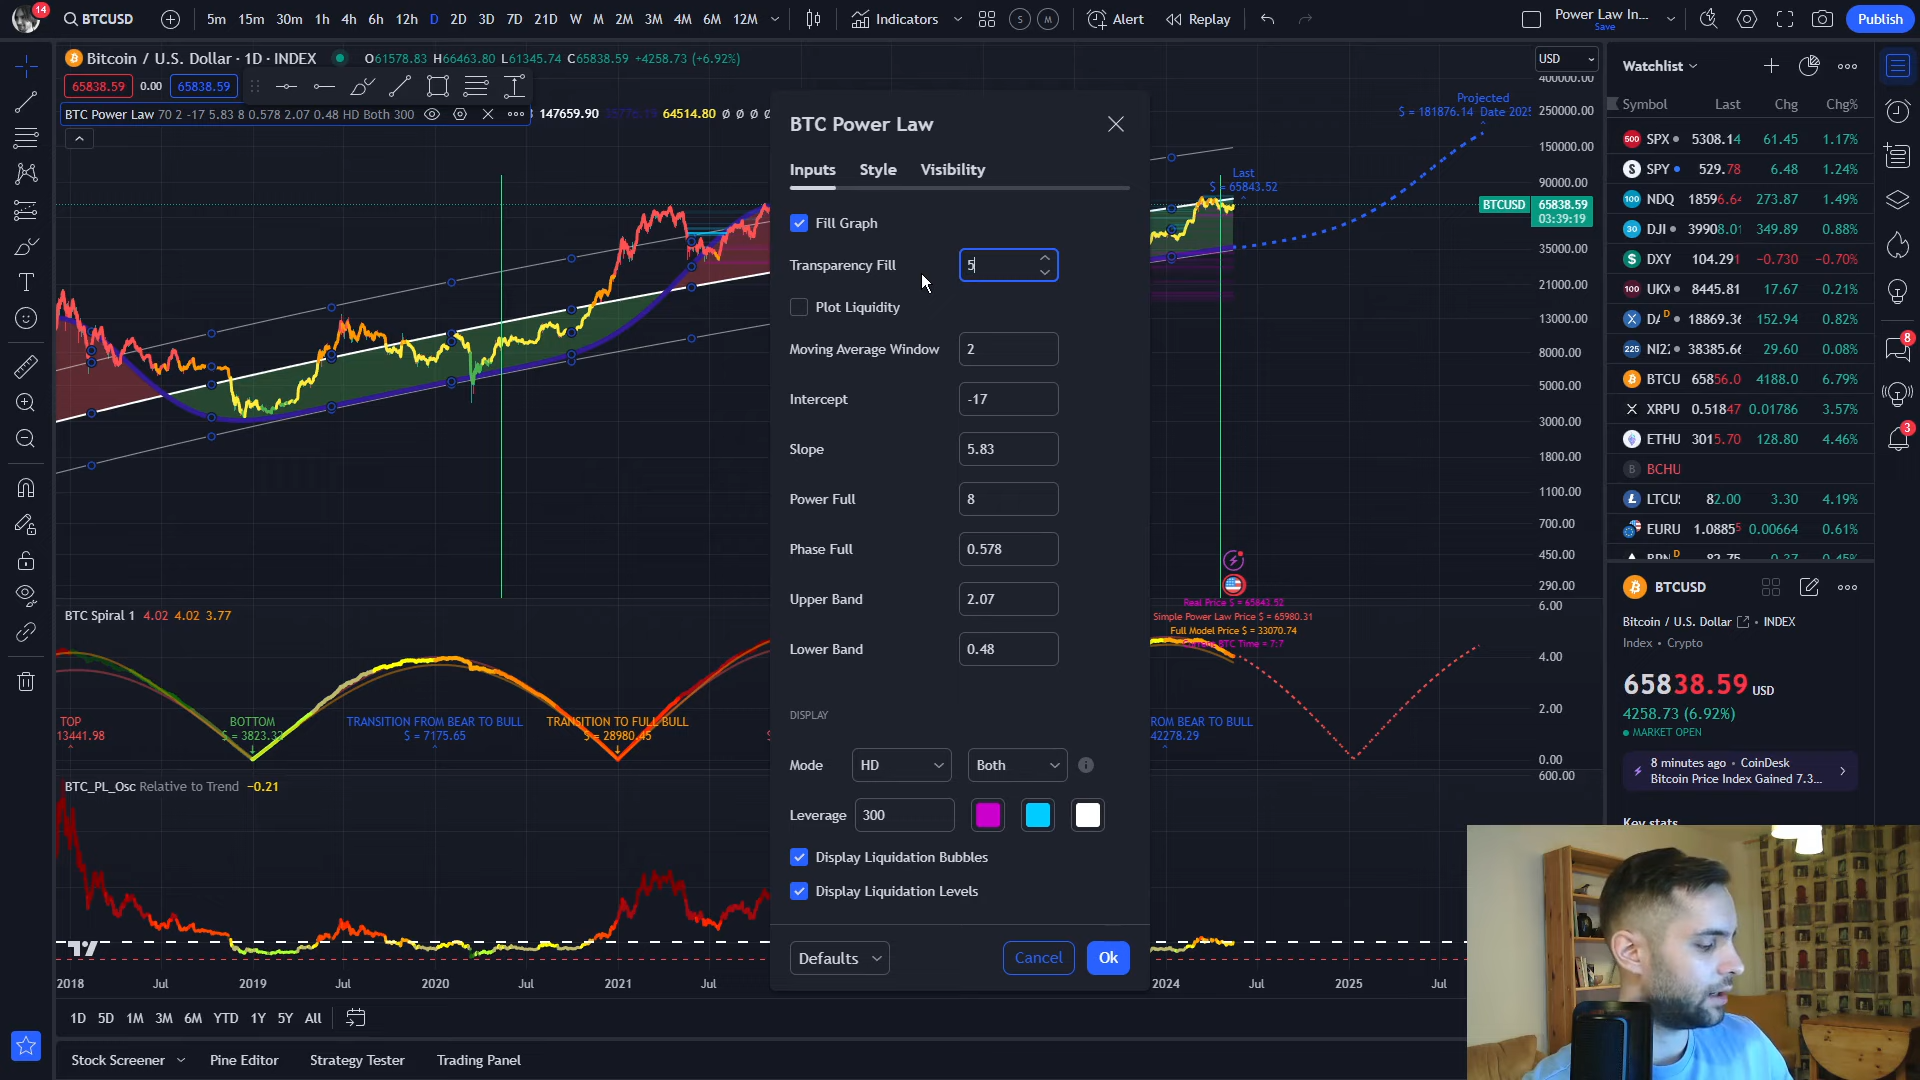 14
BTCUSD
5m 15m 30m 1h 4h 6h 12h D 2D 3D 7D 21D W M 2M 3M 4M 6M 12M
Indicators
S M
Alert
Replay
Power Law In...
Save
Publish
Bitcoin / U.S. Dollar · 1D · INDEX
O61578.83 H66463.80 L61345.74 C65838.59 +4258.73 (+6.92%)
65838.59 0.00 65838.59
BTC Power Law 70 2 -17 5.83 8 0.578 2.07 0.48 HD Both 300
147659.90 35776.19 64514.80 Ø Ø Ø Ø
BTC Power Law
Inputs Style Visibility
Fill Graph
Transparency Fill 5
Plot Liquidity
Moving Average Window 2
Intercept -17
Slope 5.83
Power Full 8
Phase Full 0.578
Upper Band 2.07
Lower Band 0.48
DISPLAY
Mode HD Both
Leverage 300
Display Liquidation Bubbles
Display Liquidation Levels
Defaults Cancel Ok
Projected
$ = 181876.14 Date 2025
Last
$ = 65843.52
USD
400000.00
250000.00
150000.00
90000.00
BTCUSD 65838.59
03:39:19
35000.00
21000.00
13000.00
8000.00
5000.00
3000.00
1800.00
1100.00
700.00
450.00
290.00
6.00
4.00
2.00
0.00
600.00
Real Price $ = 65843.52
Simple Power Law Price $ = 65980.31
Full Model Price $ = 33070.74
BTC Time = 7:7
BTC Spiral 1 4.02 4.02 3.77
TOP
13441.98
BOTTOM
$ = 3823.32
TRANSITION FROM BEAR TO BULL
$ = 7175.65
TRANSITION TO FULL BULL
$ = 28980.45
ROM BEAR TO BULL
42278.29
BTC_PL_Osc Relative to Trend −0.21
2018 Jul 2019 Jul 2020 Jul 2021 Jul 2024 Jul 2025 Jul
1D 5D 1M 3M 6M YTD 1Y 5Y All
Stock Screener Pine Editor Strategy Tester Trading Panel
Watchlist
Symbol Last Chg Chg%
SPX 5308.14 61.45 1.17%
SPY 529.78 6.48 1.24%
NDQ 18596.64 273.87 1.49%
DJI 39908.01 349.89 0.88%
DXY 104.291 -0.730 -0.70%
UKX 8445.81 17.67 0.21%
DA D 18869.36 152.94 0.82%
NI22 38385.66 29.60 0.08%
BTCU 65856.0 4188.0 6.79%
XRPU 0.51847 0.01786 3.57%
ETHU 3015.70 128.80 4.46%
BCHU
LTCU 82.00 3.30 4.19%
EURU 1.08855 0.00664 0.61%
8
3
BTCUSD
Bitcoin / U.S. Dollar · INDEX
Index · Crypto
65838.59 USD
4258.73 (6.92%)
MARKET OPEN
8 minutes ago · CoinDesk
Bitcoin Price Index Gained 7.3...
Key stats